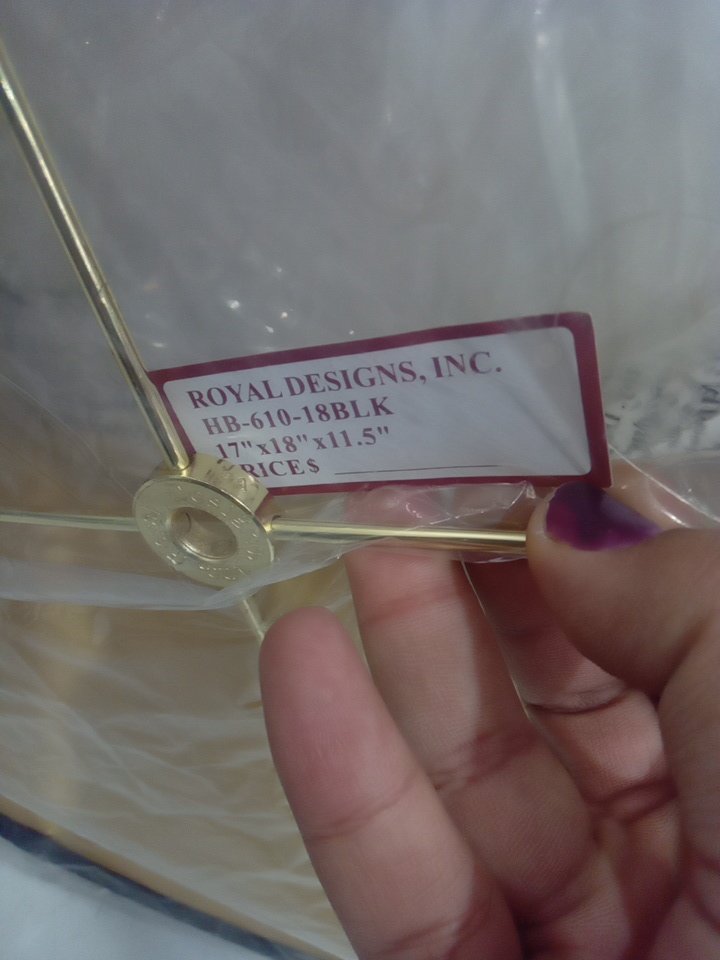 ROYAL DESIGNS, INC.
HB-610-18BLK
17"x18"x11.5"
RICE $